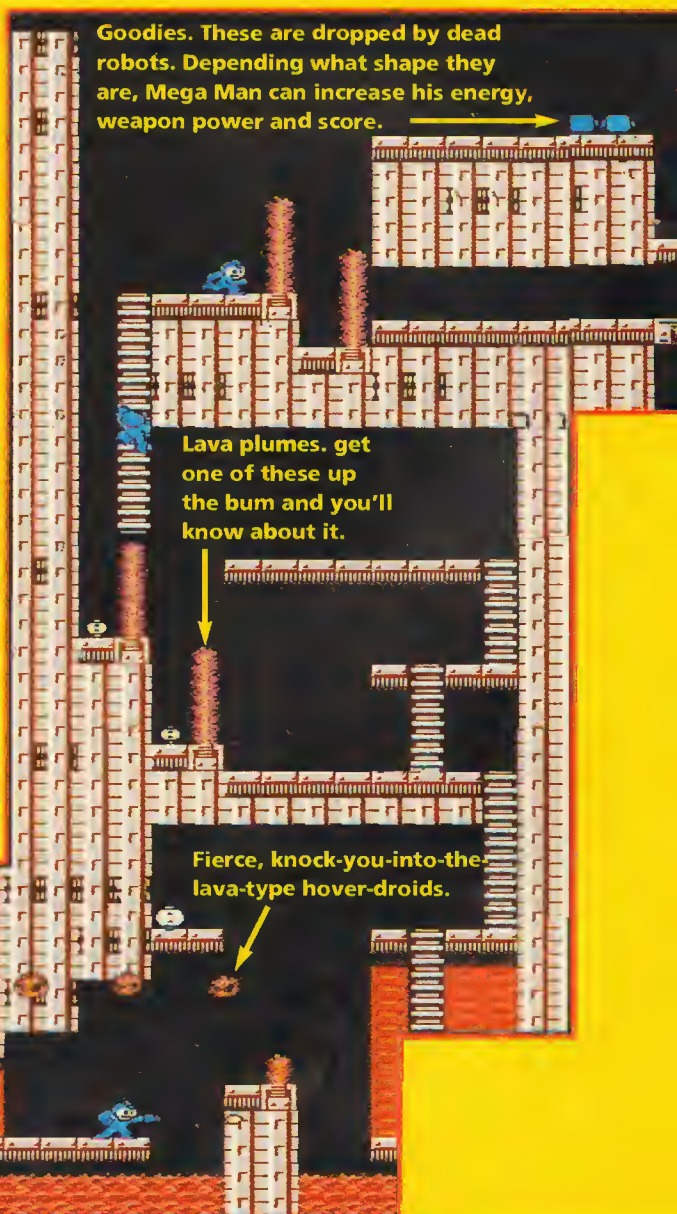 Goodies. These are dropped by dead
robots. Depending what shape they
are, Mega Man can increase his energy,
weapon power and score.
Lava plumes. get
one of these up
the bum and you'll
know about it.
Fierce, knock-you-into-the-
lava-type hover-droids.